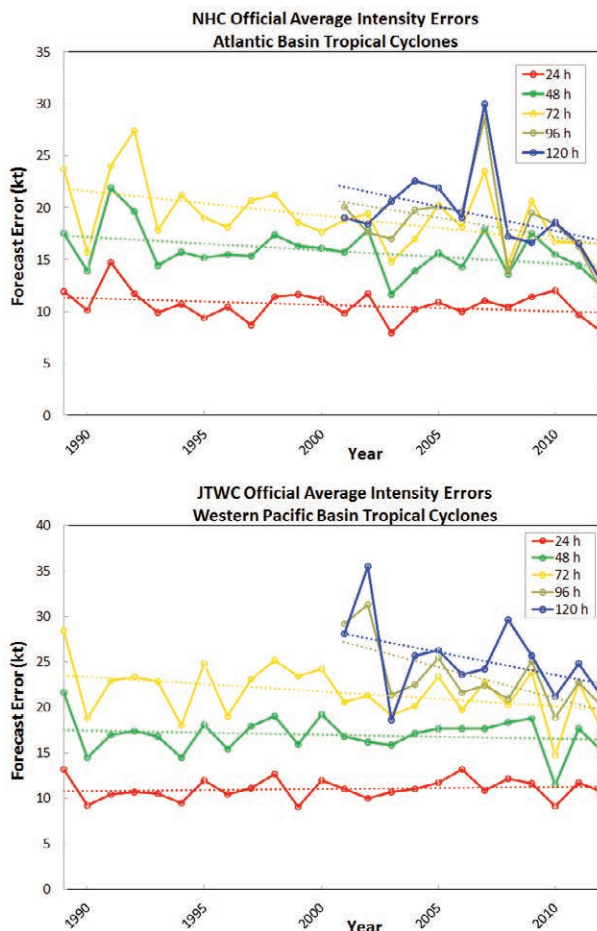 NHC Official Average Intensity Errors
Atlantic Basin Tropical Cyclones
35
30
25
20
15
10
5
0
Forecast Error (kt)
24 h
48 h
72 h
96 h
120 h
1990
1995
2000
2005
2010
Year
JTWC Official Average Intensity Errors
Western Pacific Basin Tropical Cyclones
40
35
30
25
20
15
10
5
0
Forecast Error (kt)
24 h
48 h
72 h
96 h
120 h
1990
1995
2000
2005
2010
Year